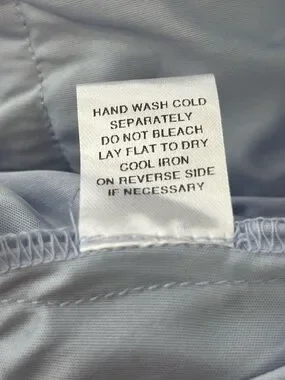 HAND WASH COLD
SEPARATELY
DO NOT BLEACH
LAY FLAT TO DRY
COOL IRON
ON REVERSE SIDE
IF NECESSARY